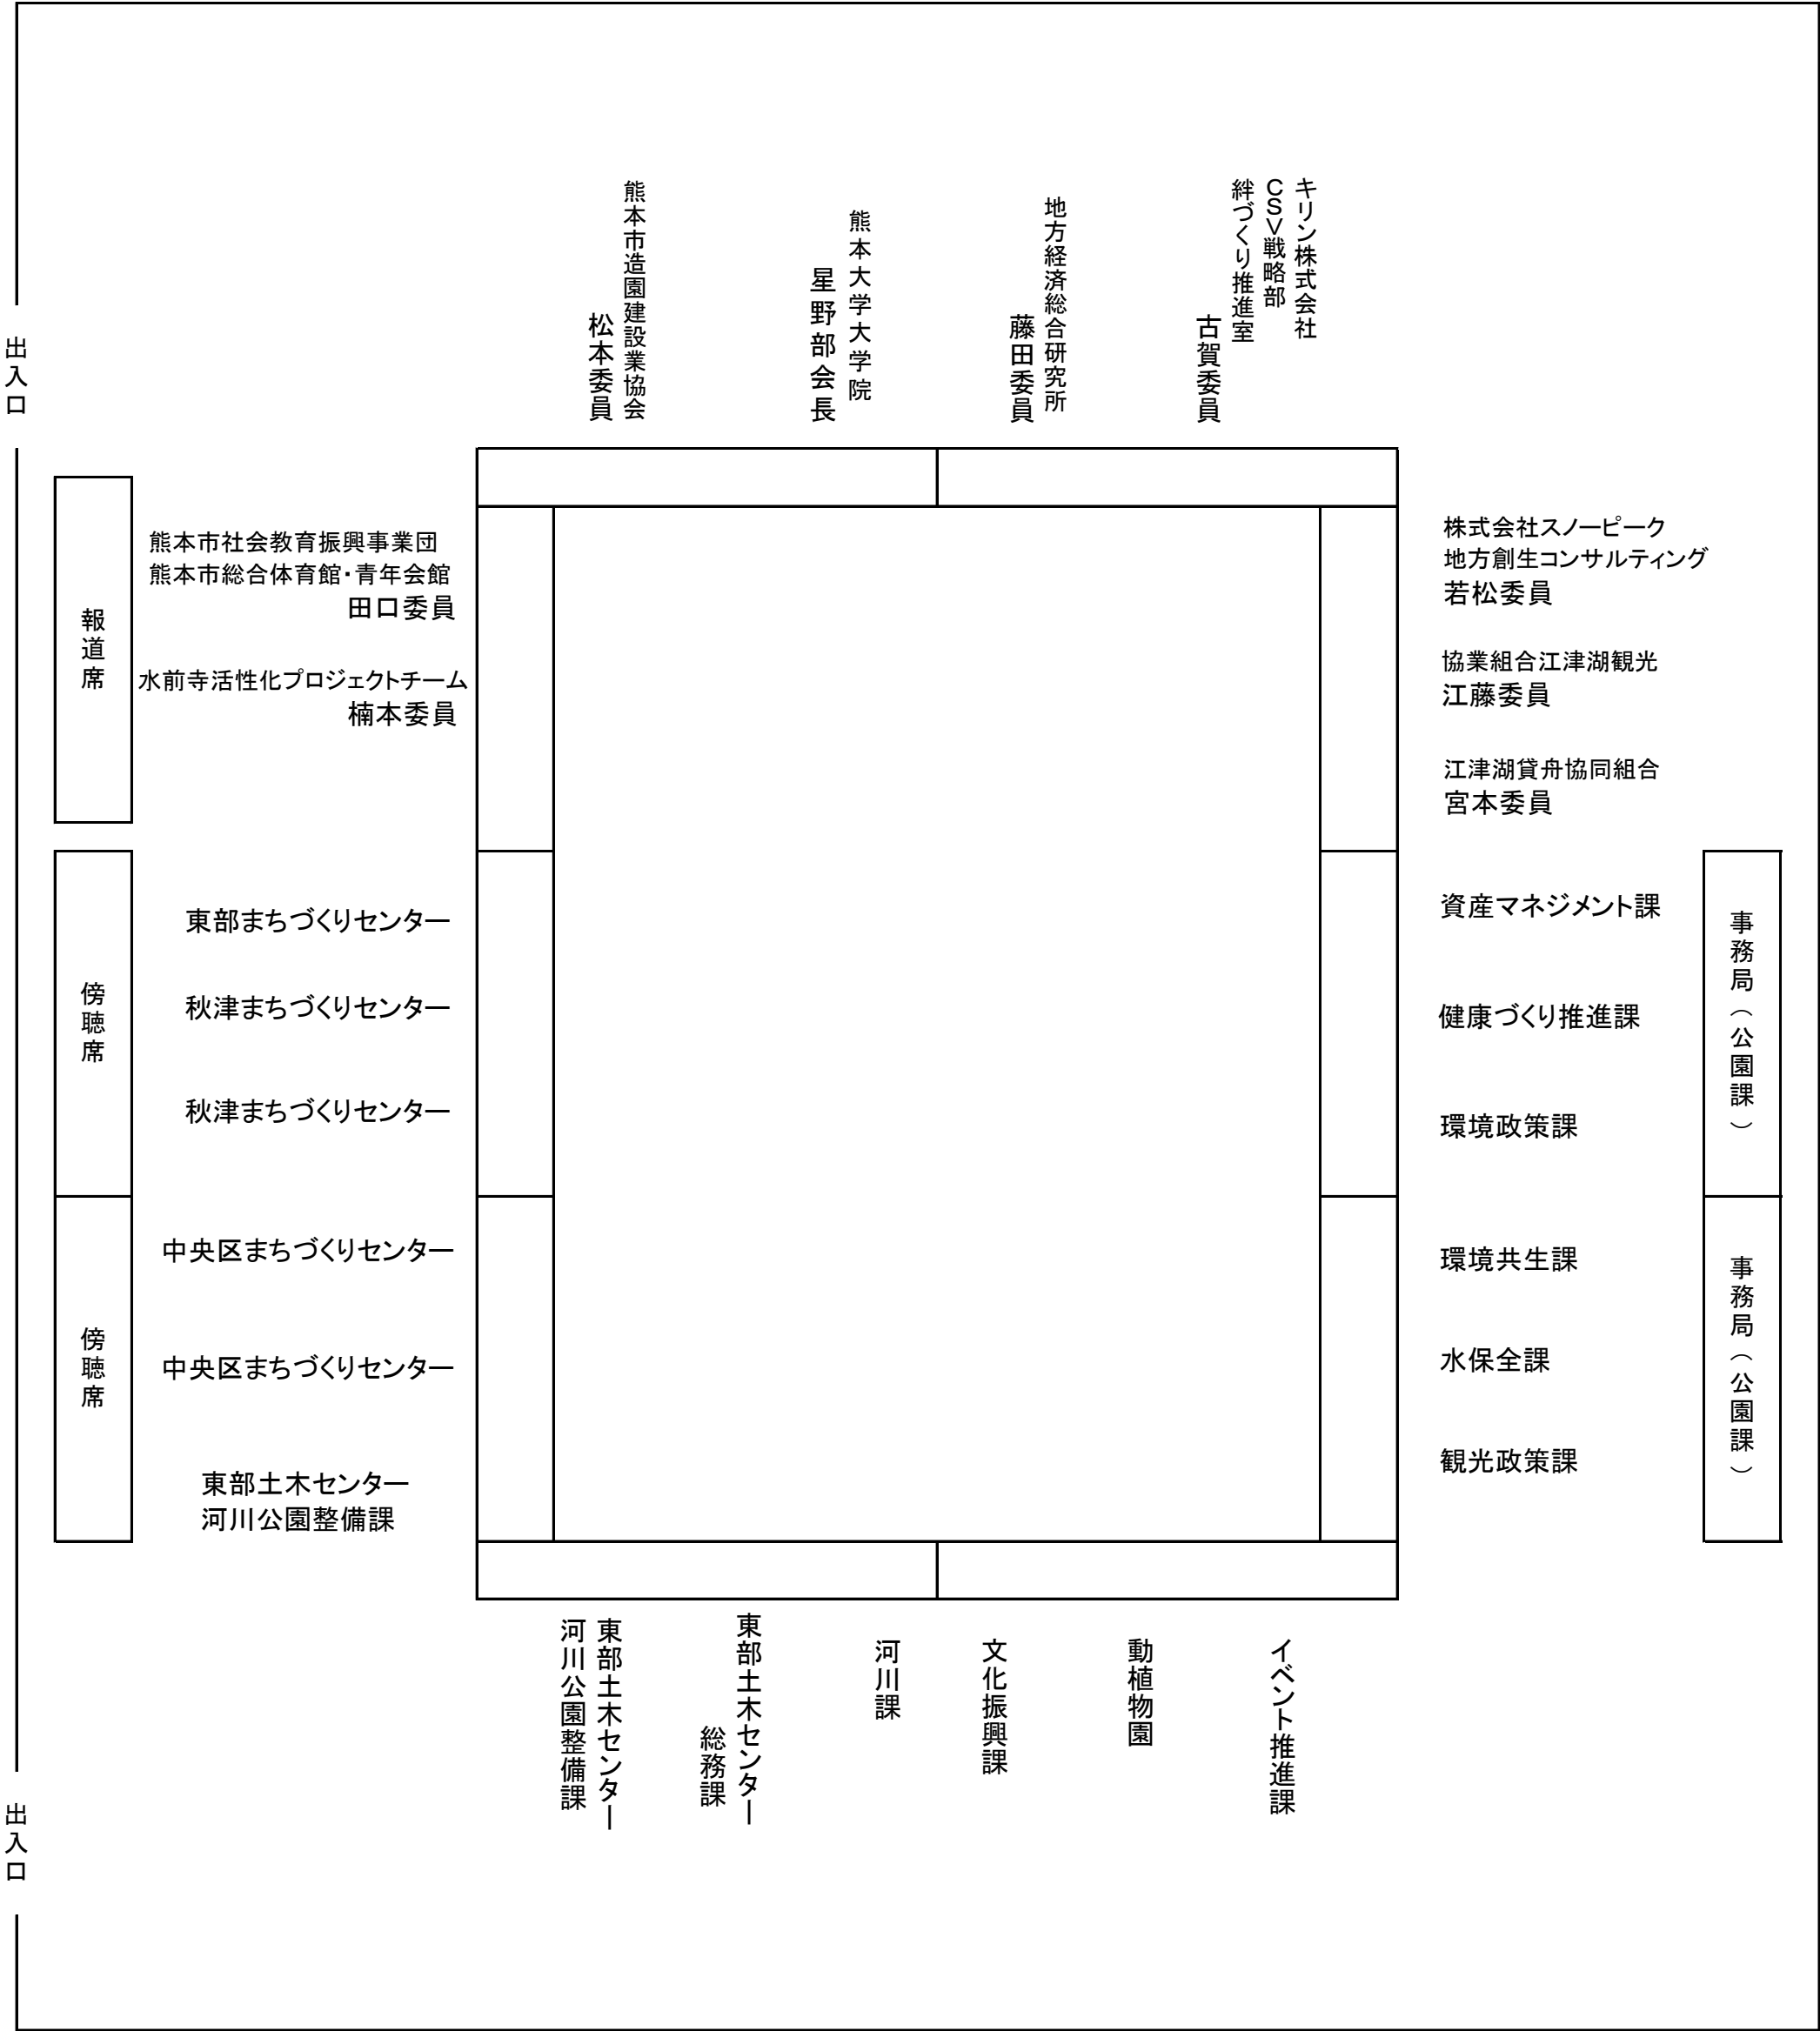 キリン株式会社
CSV戦略部
絆づくり推進室
古賀委員
地方経済総合研究所
藤田委員
熊本大学大学院
星野部会長
熊本市造園建設業協会
松本委員
出入口
報道席
熊本市社会教育振興事業団
熊本市総合体育館・青年会館
田口委員
水前寺活性化プロジェクトチーム
楠本委員
株式会社スノーピーク
地方創生コンサルティング
若松委員
協業組合江津湖観光
江藤委員
江津湖貸舟協同組合
宮本委員
傍聴席
東部まちづくりセンター
秋津まちづくりセンター
秋津まちづくりセンター
資産マネジメント課
健康づくり推進課
環境政策課
事務局(公園課)
傍聴席
中央区まちづくりセンター
中央区まちづくりセンター
東部土木センター
河川公園整備課
環境共生課
水保全課
観光政策課
事務局(公園課)
イベント推進課
動植物園
文化振興課
河川課
東部土木センター
総務課
東部土木センター
河川公園整備課
出入口